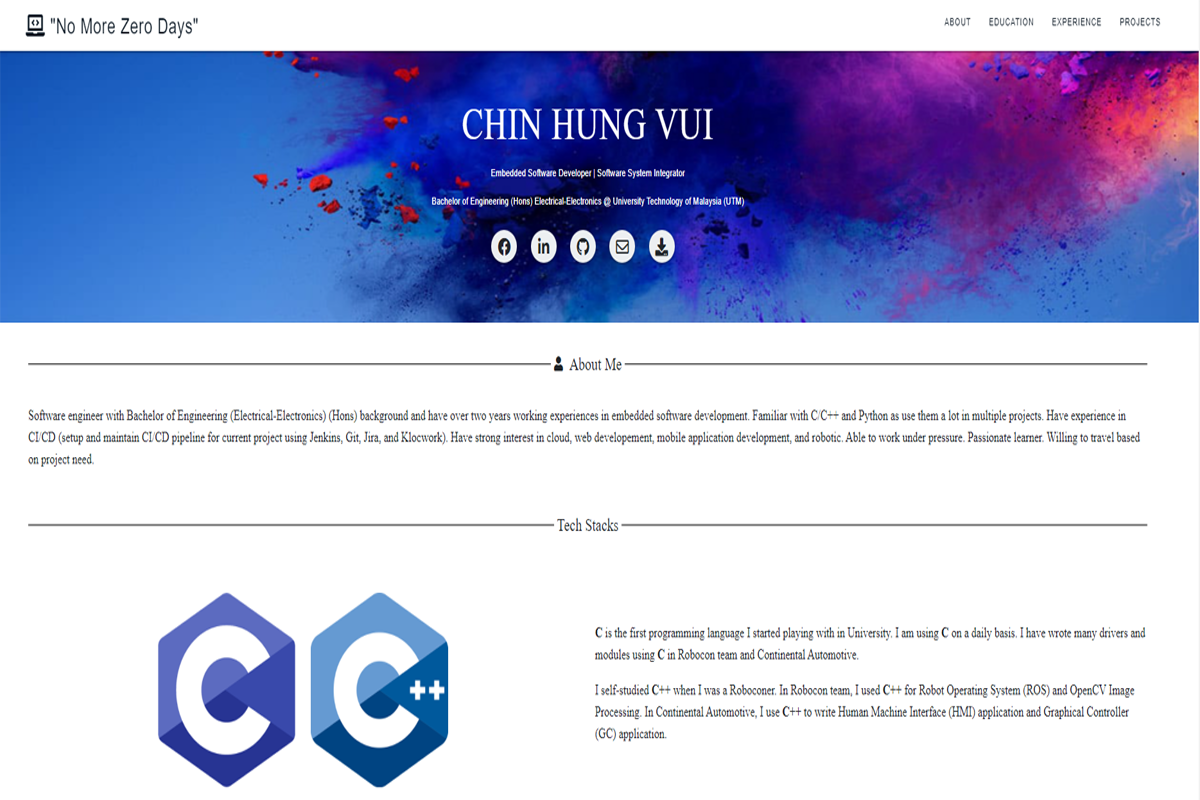 "No More Zero Days"
ABOUT EDUCATION EXPERIENCE PROJECTS
CHIN HUNG VUI
Embedded Software Developer | Software System Integrator
Bachelor of Engineering (Hons) Electrical-Electronics @ University Technology of Malaysia (UTM)
About Me
Software engineer with Bachelor of Engineering (Electrical-Electronics) (Hons) background and have over two years working experiences in embedded software development. Familiar with C/C++ and Python as use them a lot in multiple projects. Have experience in
CI/CD (setup and maintain CI/CD pipeline for current project using Jenkins, Git, Jira, and Klocwork). Have strong interest in cloud, web developement, mobile application development, and robotic. Able to work under pressure. Passionate learner. Willing to travel based
on project need.
Tech Stacks
C C++
C is the first programming language I started playing with in University. I am using C on a daily basis. I have wrote many drivers and
modules using C in Robocon team and Continental Automotive.
I self-studied C++ when I was a Roboconer. In Robocon team, I used C++ for Robot Operating System (ROS) and OpenCV Image
Processing. In Continental Automotive, I use C++ to write Human Machine Interface (HMI) application and Graphical Controller
(GC) application.